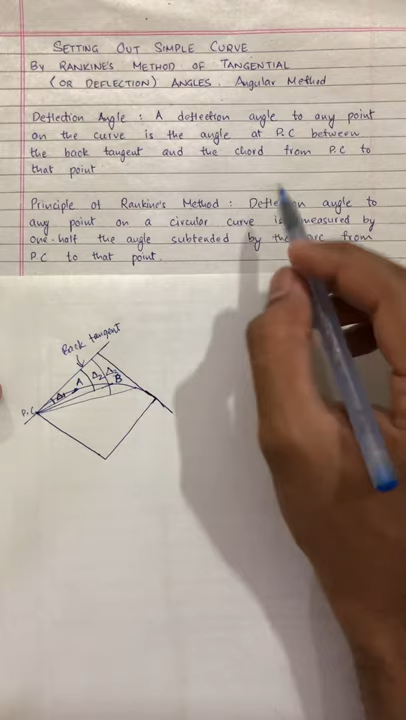 SETTING OUT SIMPLE CURVE
BY RANKINE'S METHOD OF TANGENTIAL
(OR DEFLECTION) ANGLES. Angular Method
Deflection Angle : A deflection angle to any point
on the curve is the angle at P.C between
the back tangent and the chord from P.C to
that point.
Principle of Rankine's Method : angle to
any point on a circular curve is measured by
one-half the angle subtended by the from
P.C to that point.
Back tangent
A Δ2
B
P.C Δ1